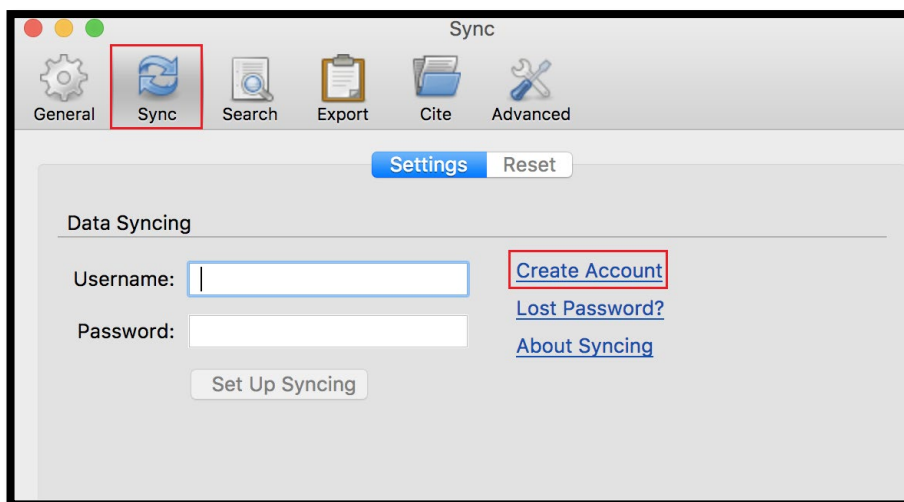 Sync
General Sync Search Export Cite Advanced
Settings Reset
Data Syncing
Username:
Create Account
Password:
Lost Password?
About Syncing
Set Up Syncing